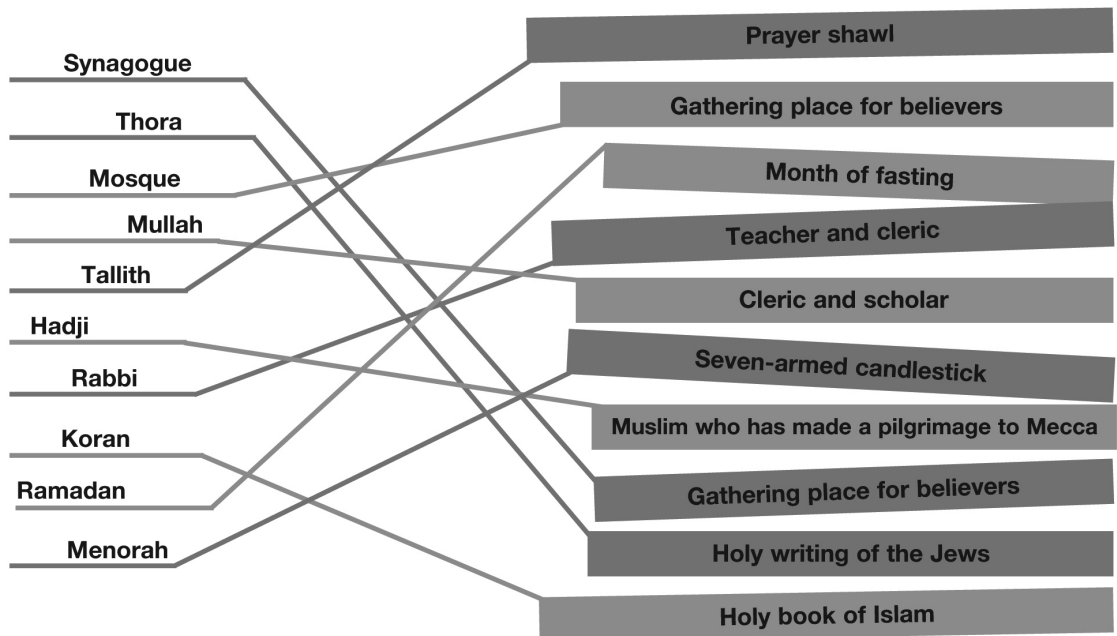 Synagogue
Thora
Mosque
Mullah
Tallith
Hadji
Rabbi
Koran
Ramadan
Menorah
Prayer shawl
Gathering place for believers
Month of fasting
Teacher and cleric
Cleric and scholar
Seven-armed candlestick
Muslim who has made a pilgrimage to Mecca
Gathering place for believers
Holy writing of the Jews
Holy book of Islam